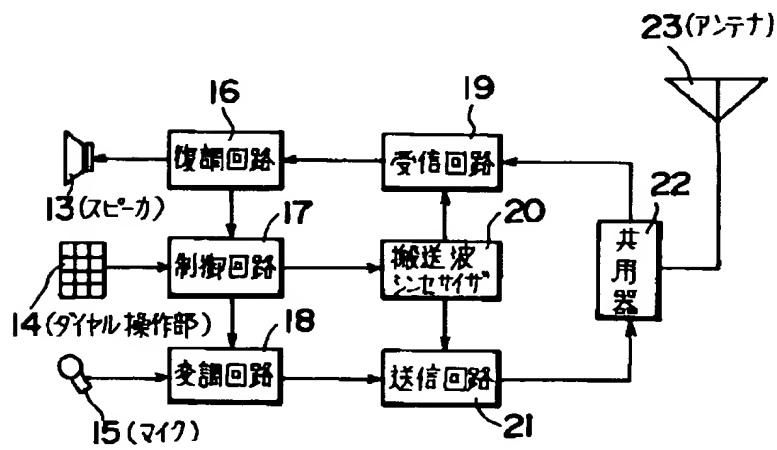 23(アンテナ)
16
19
復調回路
受信回路
22
13(スピーカ)
17
20
共用器
制御回路
搬送波
シンセサイザ
14(ダイヤル操作部)
18
変調回路
送信回路
15(マイク)
21